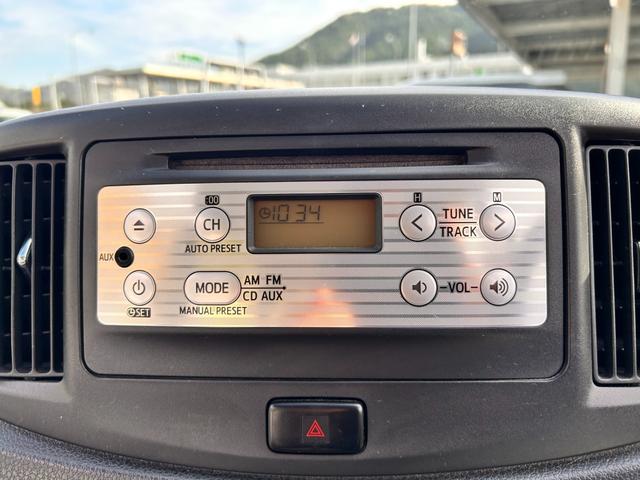 :00
H
M
1034
CH
AUTO PRESET
< TUNE >
TRACK
AUX
MODE
AM FM
CD AUX
-VOL-
SET
MANUAL PRESET